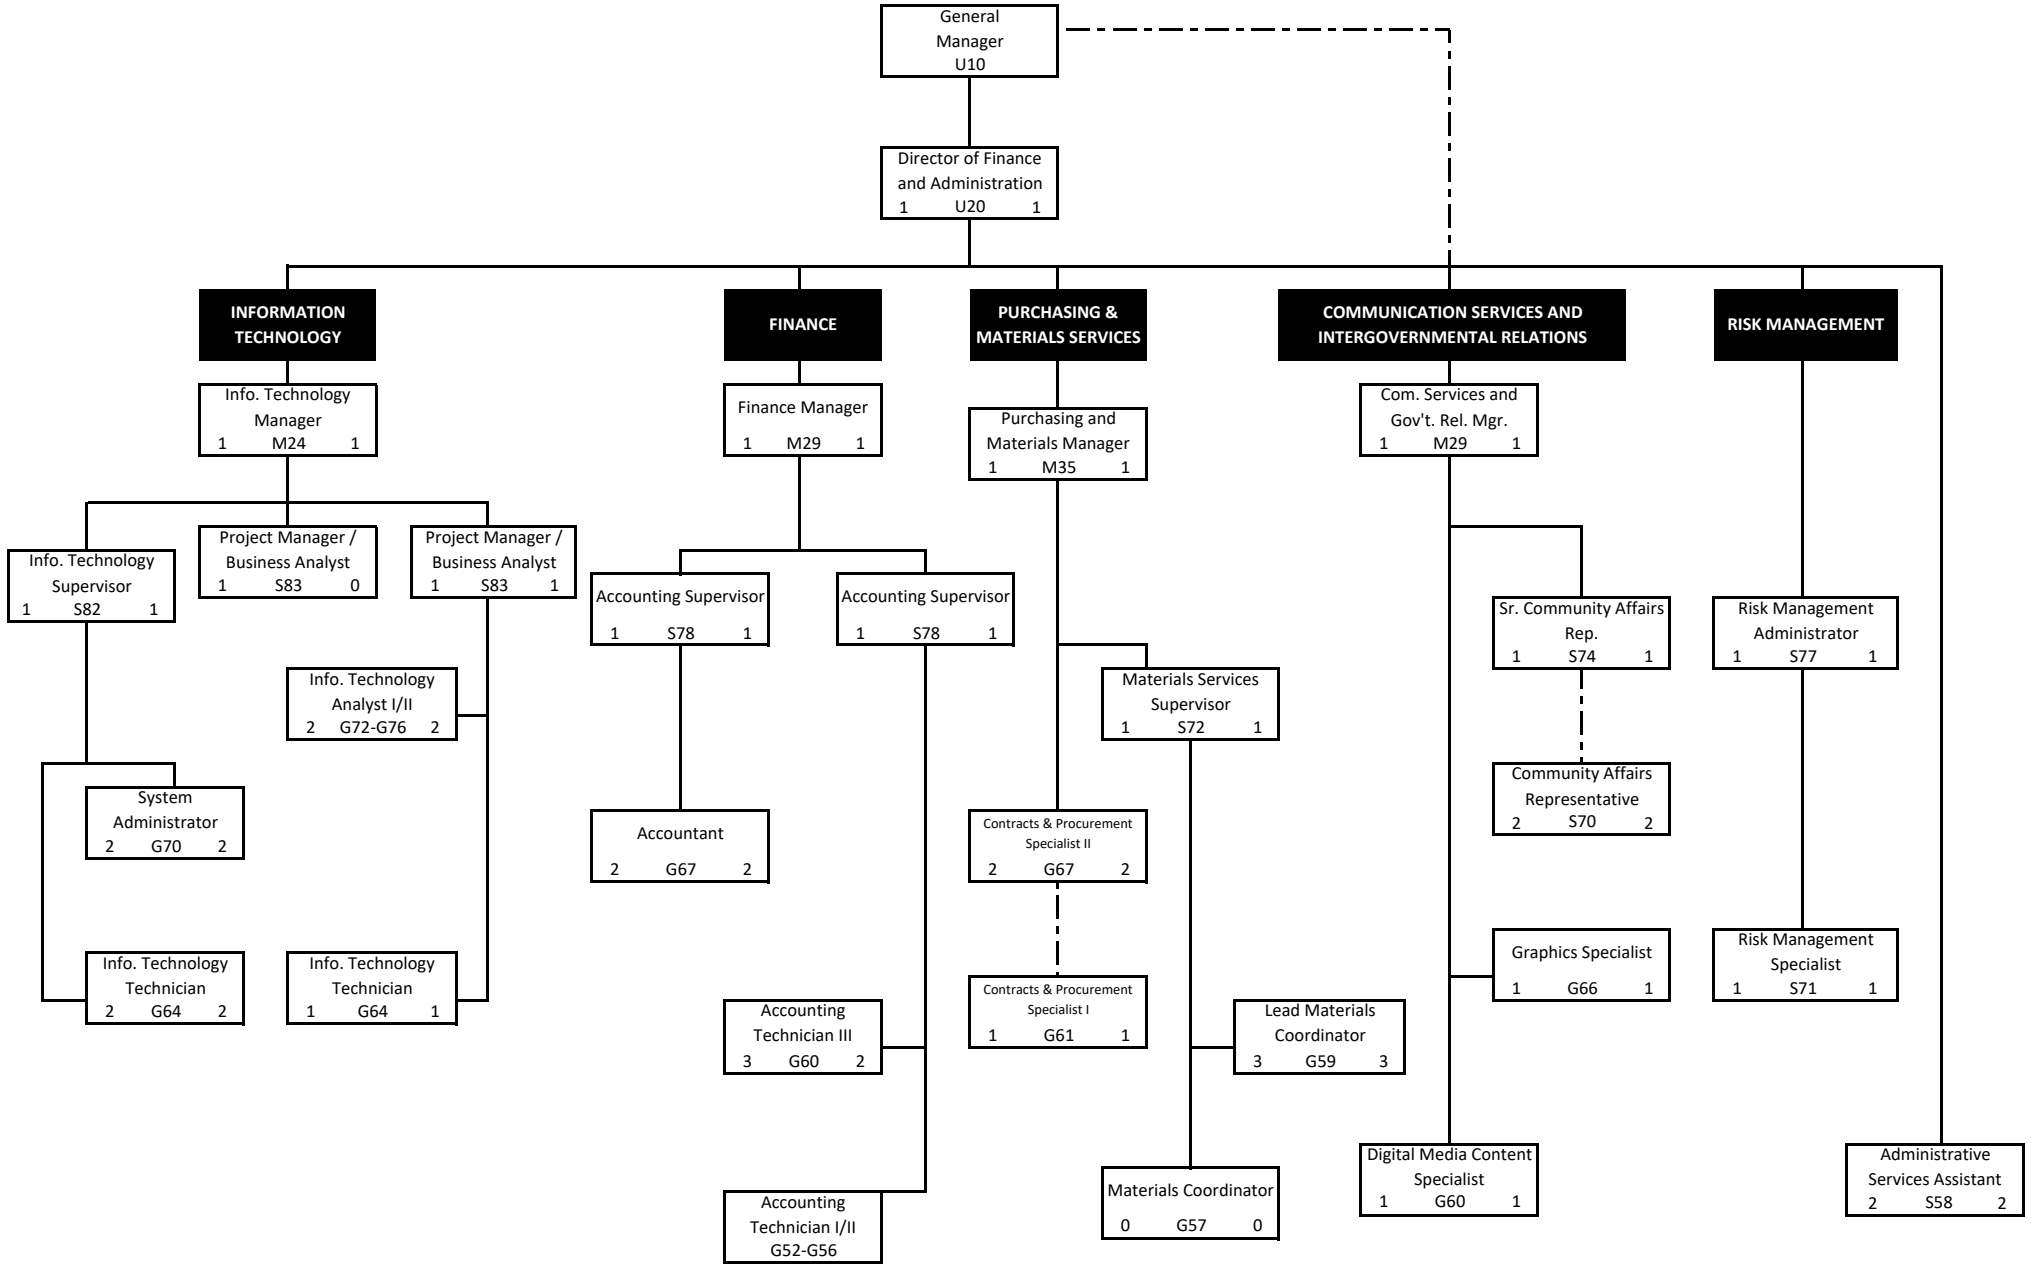 General
Manager
U10
Director of Finance
and Administration
1 U20 1
INFORMATION
TECHNOLOGY
FINANCE
PURCHASING &
MATERIALS SERVICES
COMMUNICATION SERVICES AND
INTERGOVERNMENTAL RELATIONS
RISK MANAGEMENT
Info. Technology
Manager
1 M24 1
Finance Manager
1 M29 1
Purchasing and
Materials Manager
1 M35 1
Com. Services and
Gov't. Rel. Mgr.
1 M29 1
Info. Technology
Supervisor
1 S82 1
Project Manager /
Business Analyst
1 S83 0
Project Manager /
Business Analyst
1 S83 1
Accounting Supervisor
1 S78 1
Accounting Supervisor
1 S78 1
Sr. Community Affairs
Rep.
1 S74 1
Risk Management
Administrator
1 S77 1
Info. Technology
Analyst I/II
2 G72-G76 2
Materials Services
Supervisor
1 S72 1
System
Administrator
2 G70 2
Accountant
2 G67 2
Contracts & Procurement
Specialist II
2 G67 2
Community Affairs
Representative
2 S70 2
Info. Technology
Technician
2 G64 2
Info. Technology
Technician
1 G64 1
Accounting
Technician III
3 G60 2
Contracts & Procurement
Specialist I
1 G61 1
Lead Materials
Coordinator
3 G59 3
Graphics Specialist
1 G66 1
Risk Management
Specialist
1 S71 1
Accounting
Technician I/II
G52-G56
Materials Coordinator
0 G57 0
Digital Media Content
Specialist
1 G60 1
Administrative
Services Assistant
2 S58 2